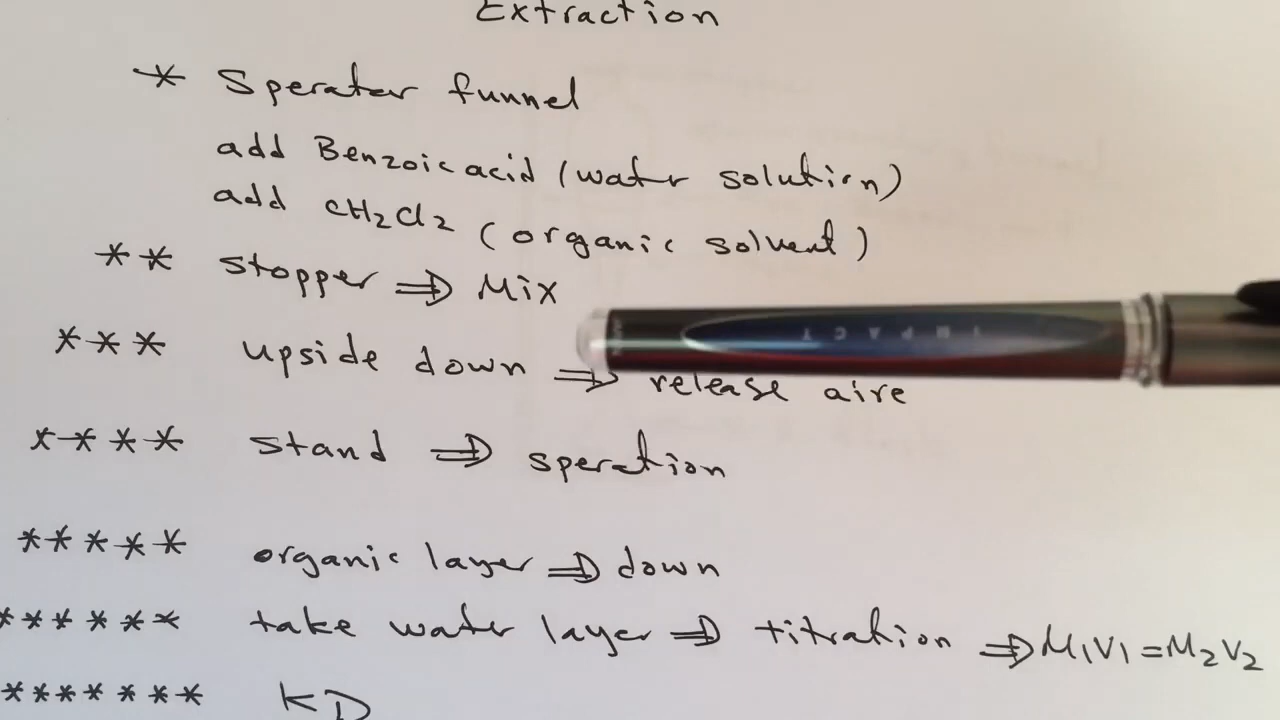 Extraction
* Sperater funnel
add Benzoic acid (water solution)
add CH2Cl2 (organic solvent)
** stopper ⇒ Mix
*** upside down ⇒ release aire
**** stand ⇒ speration
***** organic layer ⇒ down
****** take water layer ⇒ titration ⇒ M1V1 = M2V2
******* KD
IMPACT